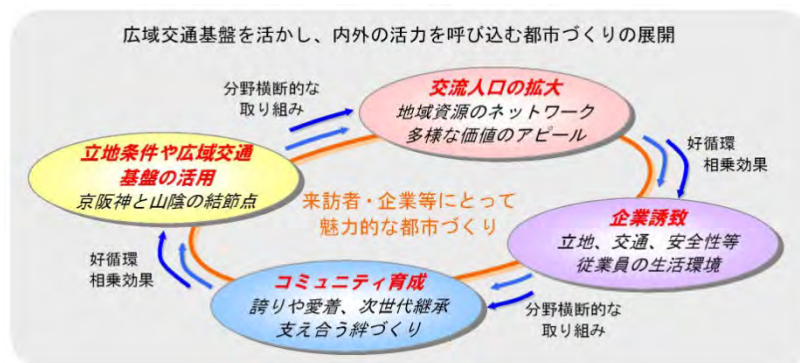 広域交通基盤を活かし、内外の活力を呼び込む都市づくりの展開
分野横断的な
取り組み
交流人口の拡大
地域資源のネットワーク
多様な価値のアピール
好循環
相乗効果
立地条件や広域交通
基盤の活用
京阪神と山陰の結節点
来訪者・企業等にとって
魅力的な都市づくり
企業誘致
立地、交通、安全性等
従業員の生活環境
好循環
相乗効果
コミュニティ育成
誇りや愛着、次世代継承
支え合う絆づくり
分野横断的な
取り組み